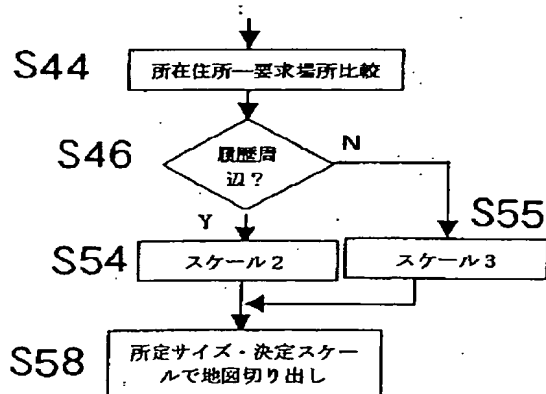 S44
所在住所―要求場所比較
S46
履歴周
辺？
N
Y
S55
S54
スケール２
スケール３
S58
所定サイズ・決定スケー
ルで地図切り出し